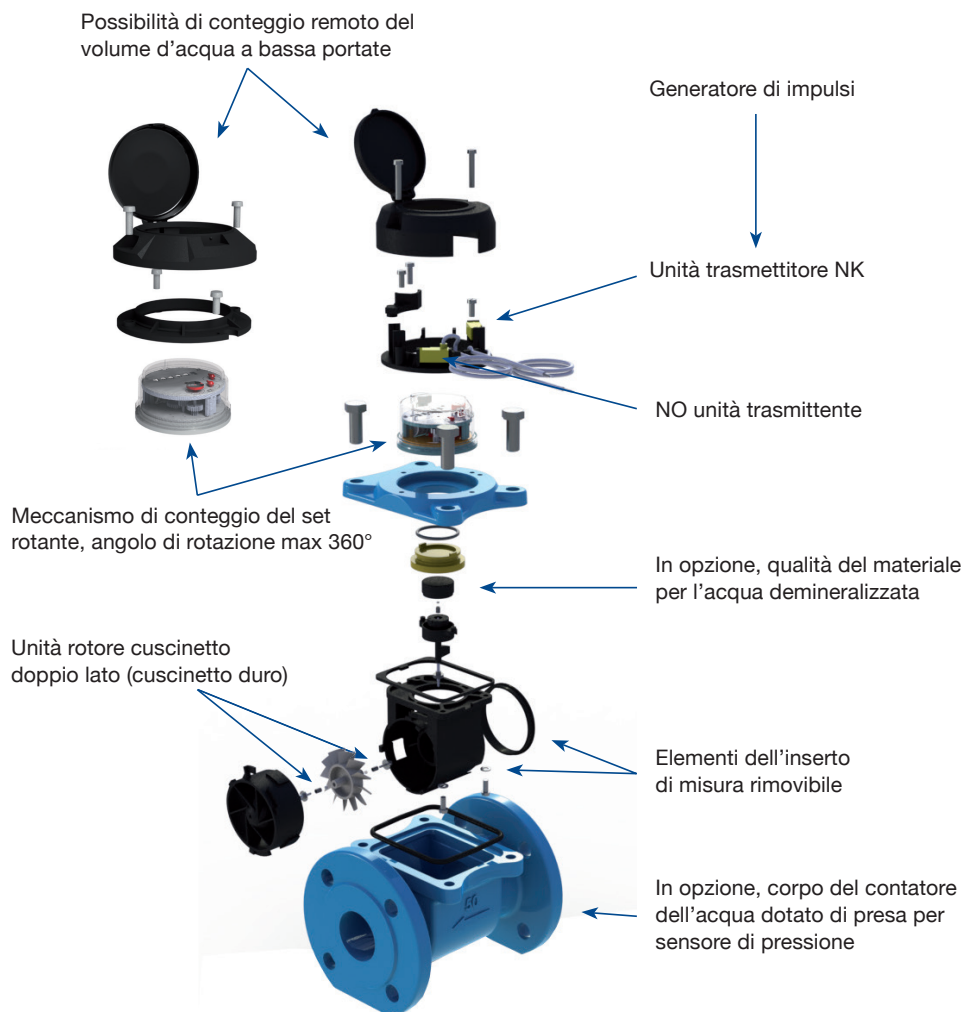 Possibilità di conteggio remoto del
volume d'acqua a bassa portate
Generatore di impulsi
Unità trasmettitore NK
NO unità trasmittente
Meccanismo di conteggio del set
rotante, angolo di rotazione max 360°
In opzione, qualità del materiale
per l'acqua demineralizzata
Unità rotore cuscinetto
doppio lato (cuscinetto duro)
Elementi dell'inserto
di misura rimovibile
In opzione, corpo del contatore
dell'acqua dotato di presa per
sensore di pressione